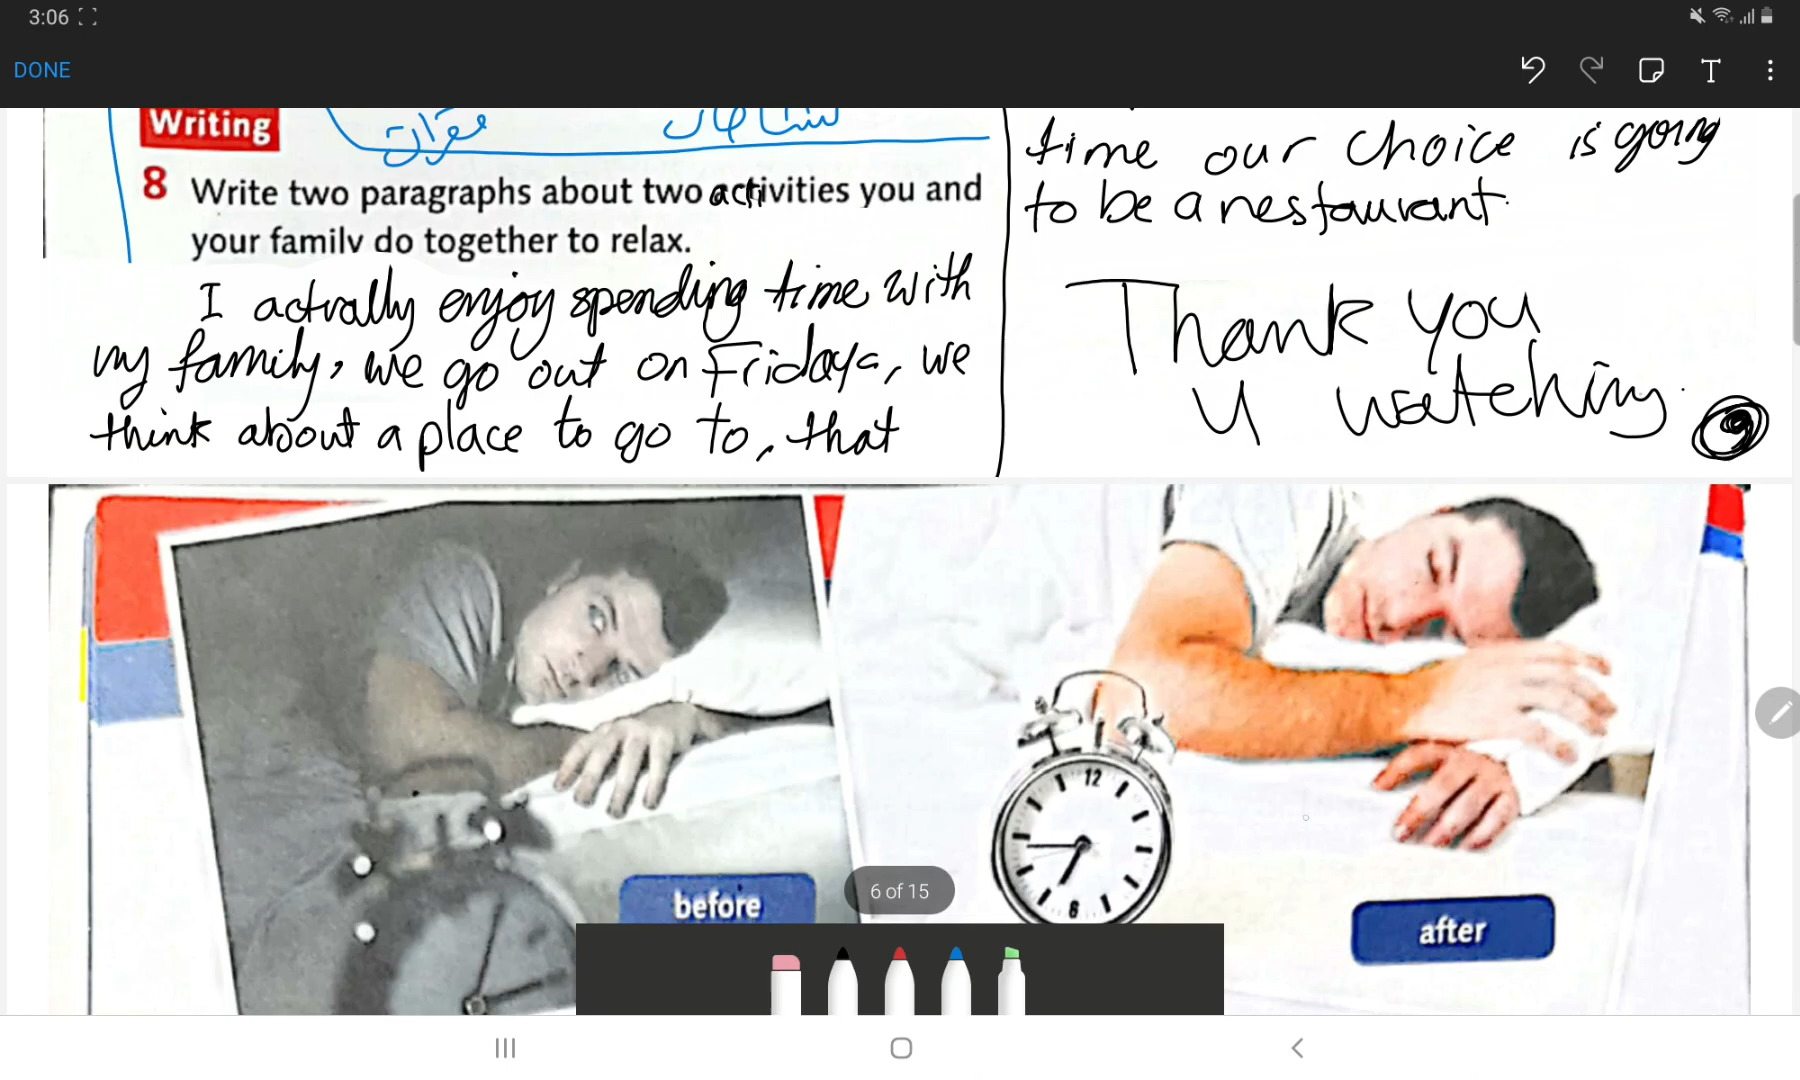 3:06
DONE
Writing
8 Write two paragraphs about two activities you and
your family do together to relax.
I actually enjoy spending time with
my family, we go out on Fridays, we
think about a place to go to, that
time our choice is going
to be a restaurant.
Thank you
4 watching
before
6 of 15
12
6
after